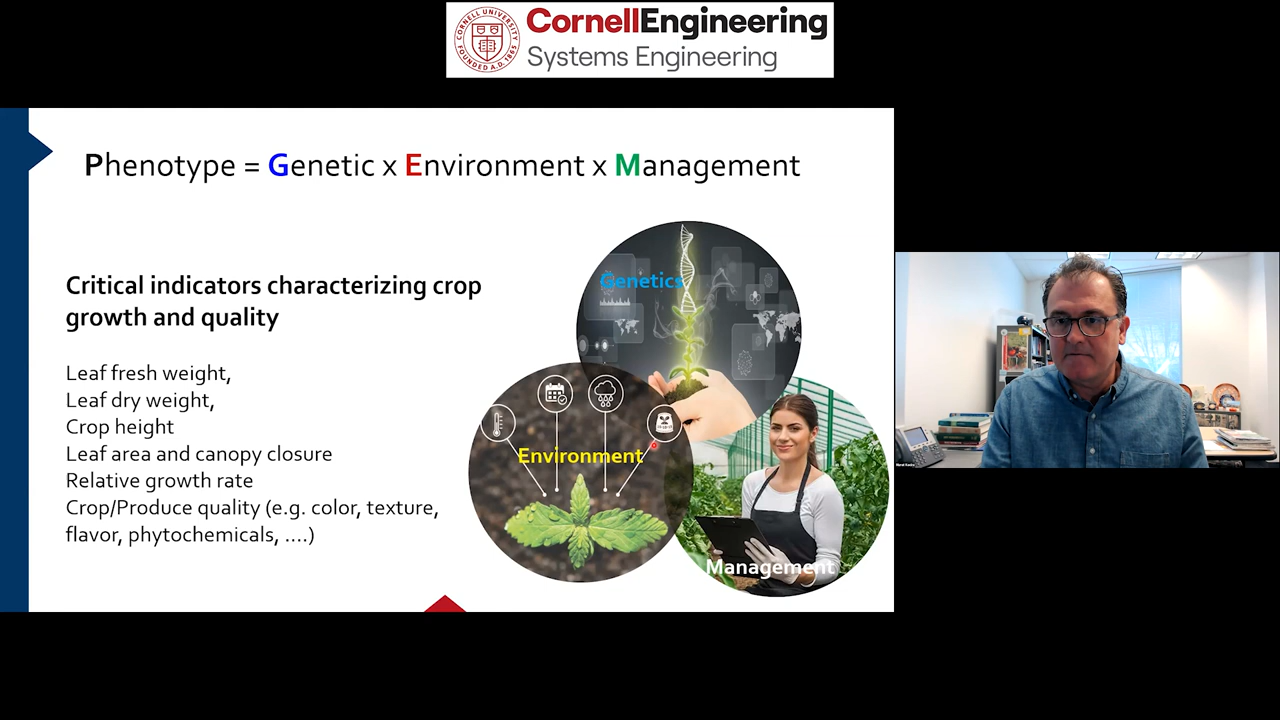 CornellEngineering
Systems Engineering
Phenotype = Genetic x Environment x Management
Critical indicators characterizing crop
growth and quality
Leaf fresh weight,
Leaf dry weight,
Crop height
Leaf area and canopy closure
Relative growth rate
Crop/Produce quality (e.g. color, texture,
flavor, phytochemicals, ....)
Genetics
Environment
Management